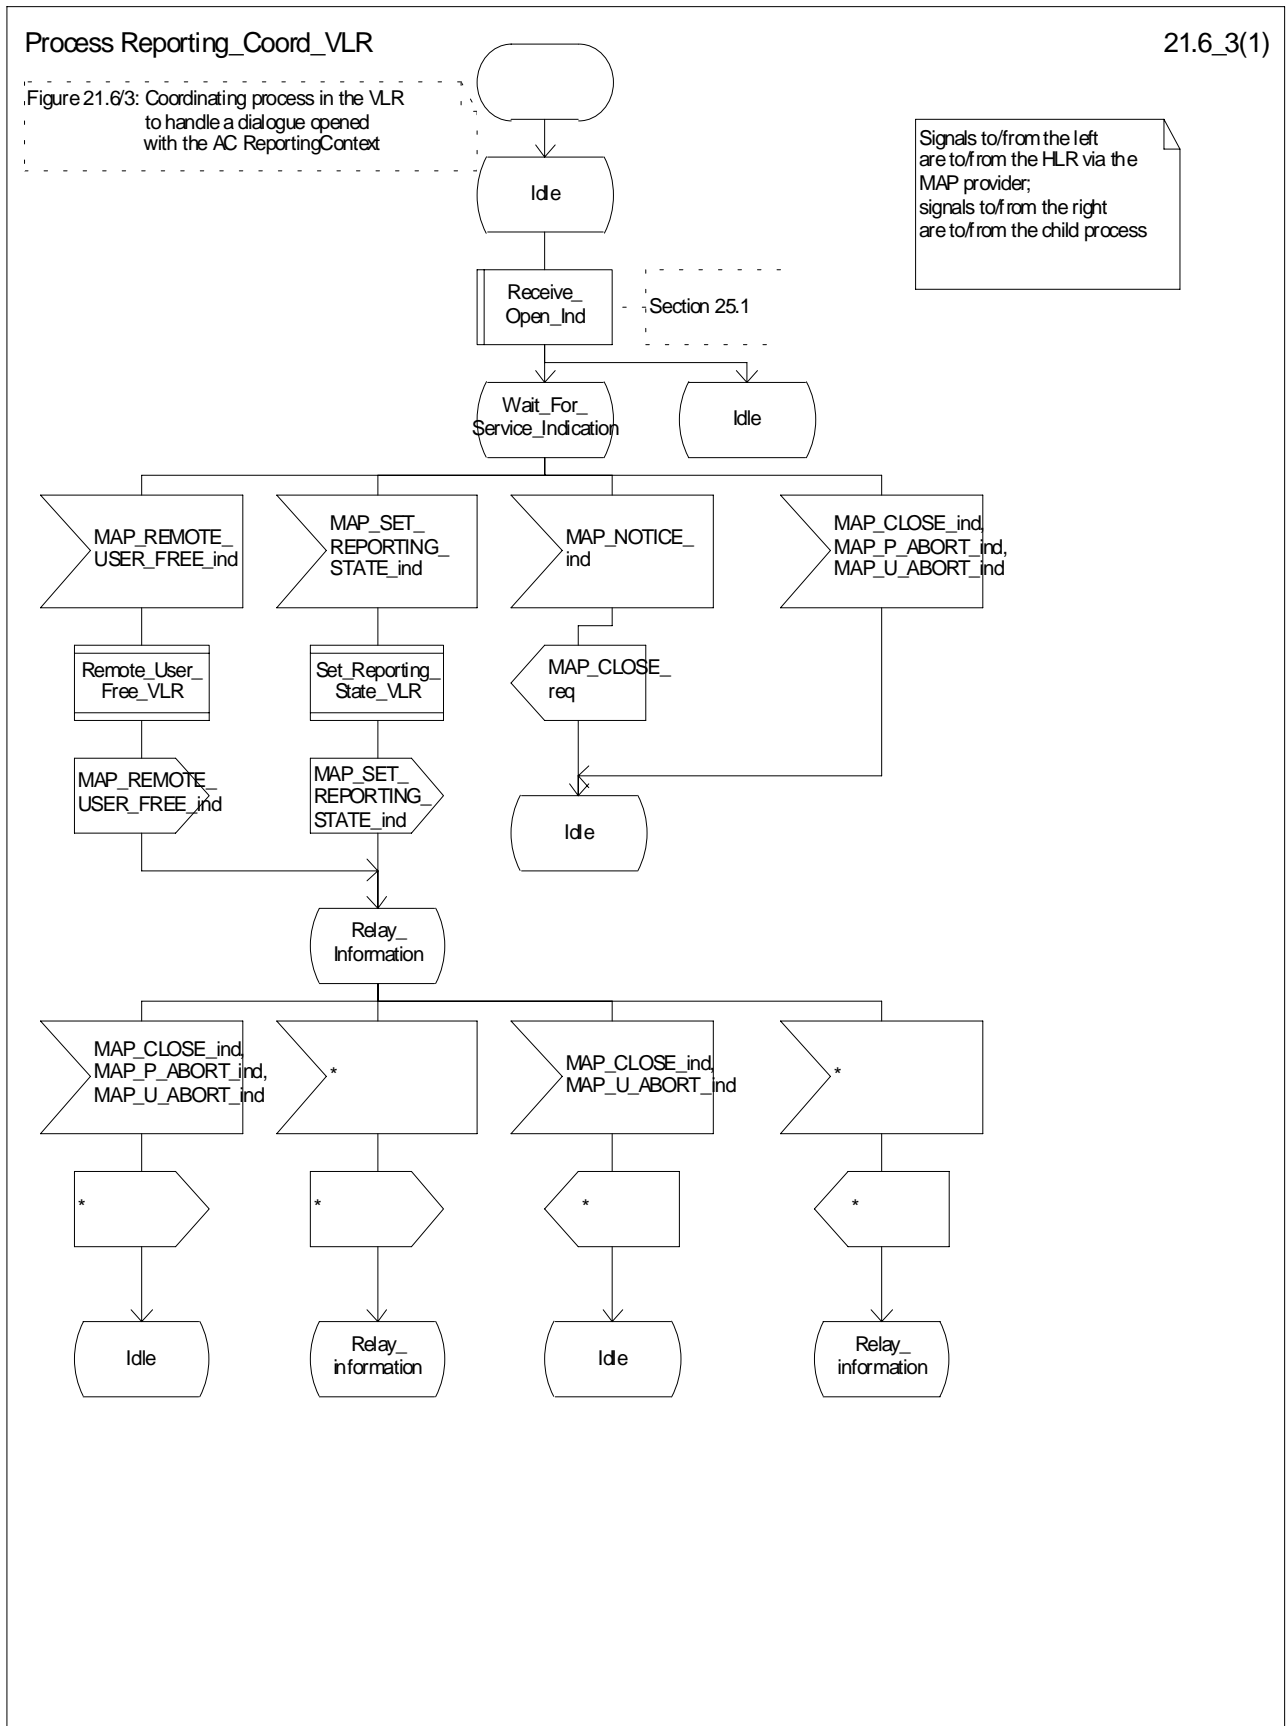 Process Reporting_Coord_VLR
21.6_3(1)
Figure 21.6/3: Coordinating process in the VLR
to handle a dialogue opened
with the AC ReportingContext
Signals to/from the left
are to/from the HLR via the
MAP provider;
signals to/from the right
are to/from the child process
Idle
Receive_
Open_Ind
Section 25.1
Wait_For_
Service_Indication
Idle
MAP_REMOTE_
USER_FREE_ind
MAP_SET_
REPORTING_
STATE_ind
MAP_NOTICE_
ind
MAP_CLOSE_ind,
MAP_P_ABORT_ind,
MAP_U_ABORT_ind
Remote_User_
Free_VLR
Set_Reporting_
State_VLR
MAP_CLOSE_
req
MAP_REMOTE_
USER_FREE_ind
MAP_SET_
REPORTING_
STATE_ind
Idle
Relay_
Information
MAP_CLOSE_ind,
MAP_P_ABORT_ind,
MAP_U_ABORT_ind
*
MAP_CLOSE_ind,
MAP_U_ABORT_ind
*
*
*
*
*
Idle
Relay_
information
Idle
Relay_
information